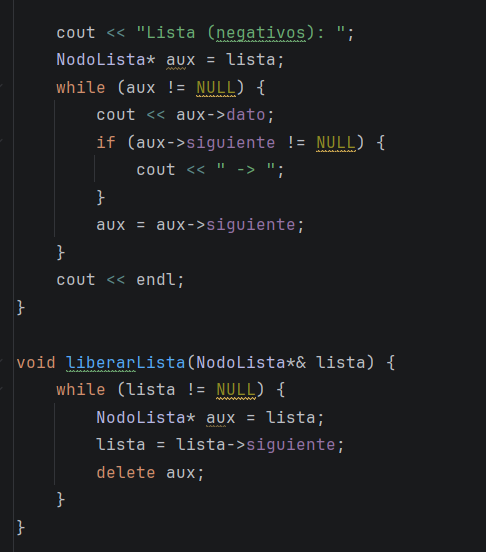 cout << "Lista (negativos): ";
NodoLista* aux = lista;
while (aux != NULL) {
cout << aux->dato;
if (aux->siguiente != NULL) {
cout << " -> ";
}
aux = aux->siguiente;
}
cout << endl;
}
void liberarLista(NodoLista*& lista) {
while (lista != NULL) {
NodoLista* aux = lista;
lista = lista->siguiente;
delete aux;
}
}